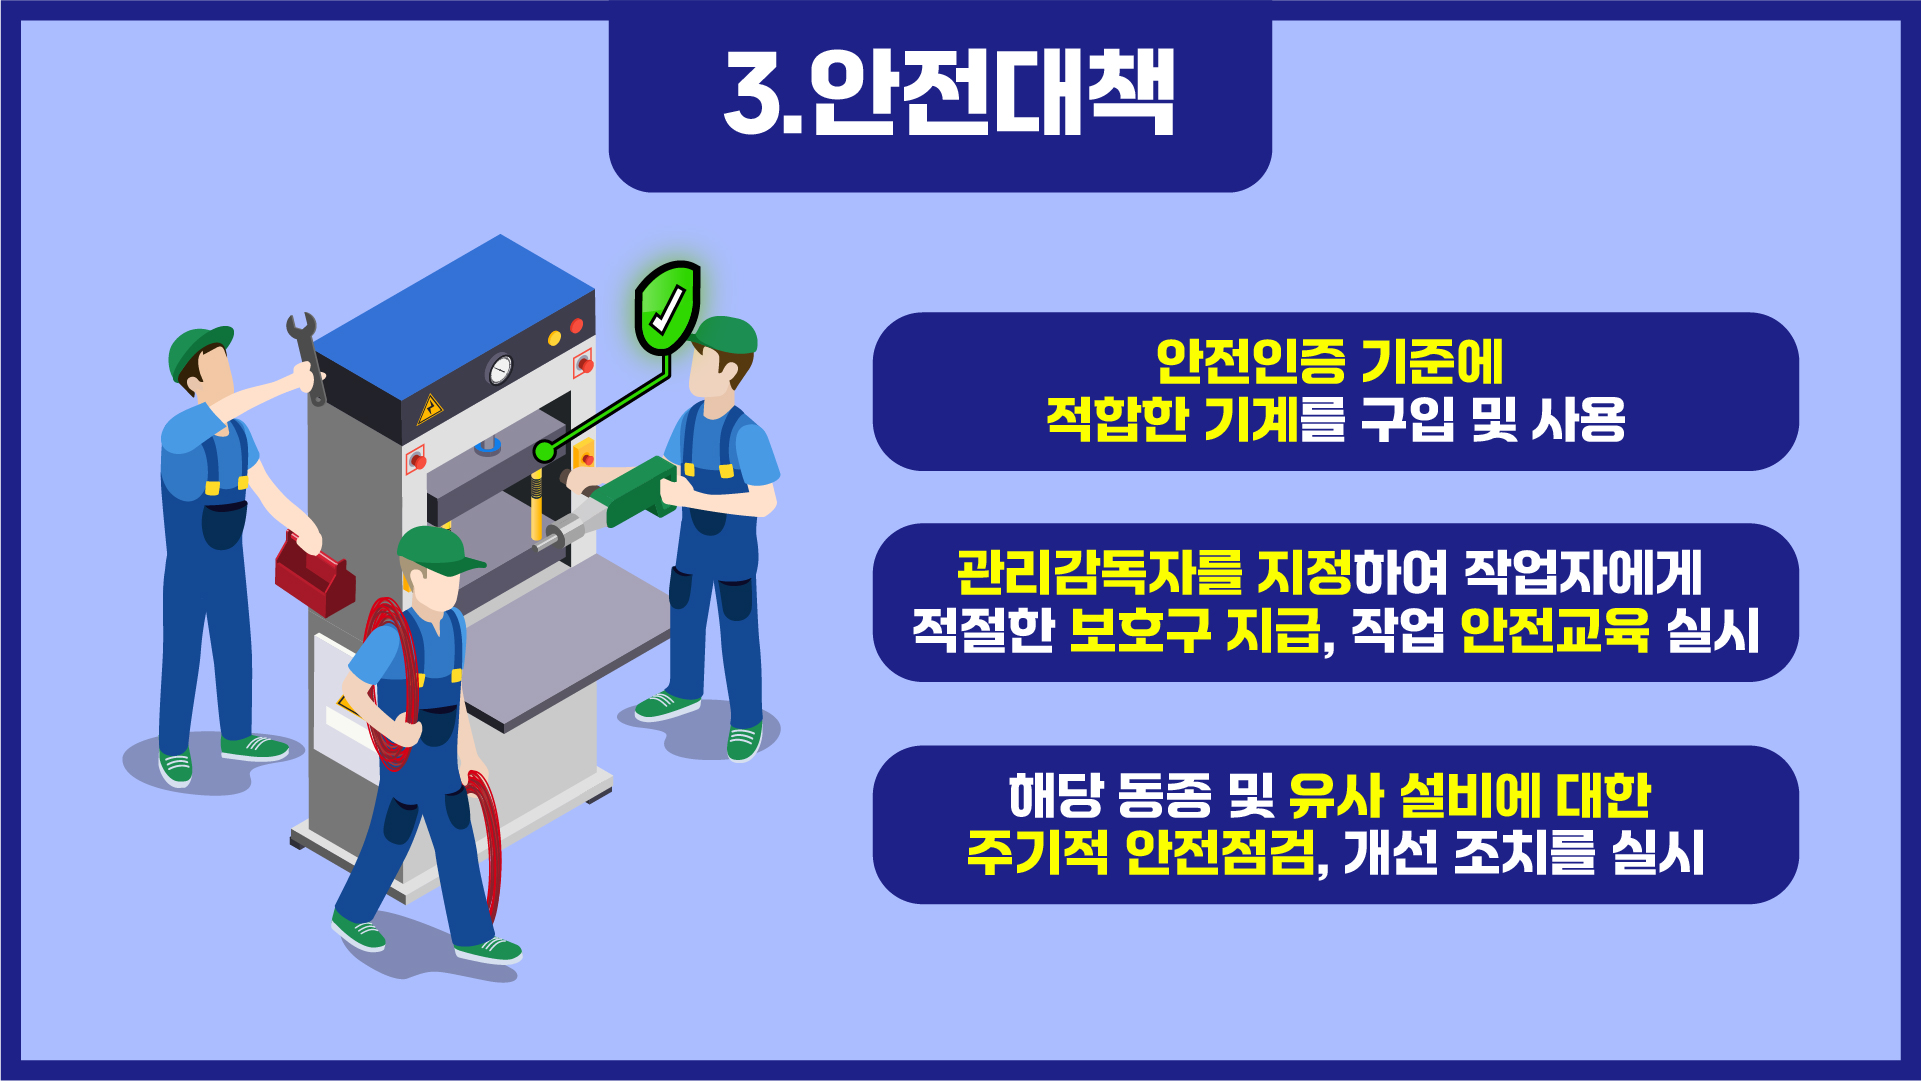 3.안전대책
안전인증 기준에
적합한 기계를 구입 및 사용
관리감독자를 지정하여 작업자에게
적절한 보호구 지급, 작업 안전교육 실시
해당 동종 및 유사 설비에 대한
주기적 안전점검, 개선 조치를 실시